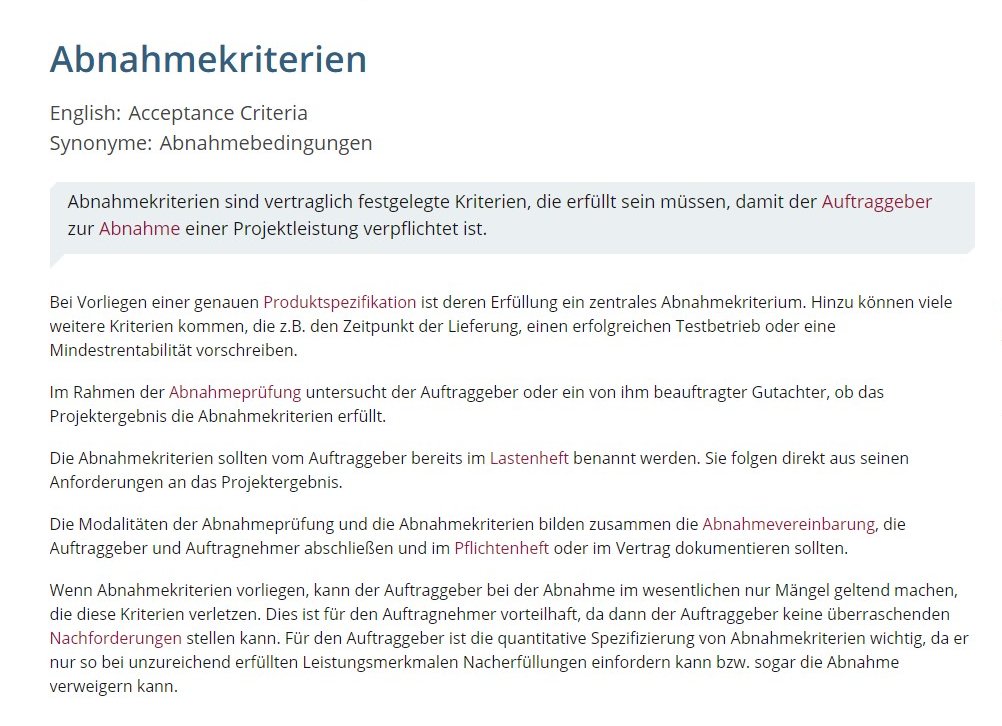 Abnahmekriterien
English: Acceptance Criteria
Synonyme: Abnahmebedingungen
Abnahmekriterien sind vertraglich festgelegte Kriterien, die erfüllt sein müssen, damit der Auftraggeber
zur Abnahme einer Projektleistung verpflichtet ist.
Bei Vorliegen einer genauen Produktspezifikation ist deren Erfüllung ein zentrales Abnahmekriterium. Hinzu können viele
weitere Kriterien kommen, die z.B. den Zeitpunkt der Lieferung, einen erfolgreichen Testbetrieb oder eine
Mindestrentabilität vorschreiben.
Im Rahmen der Abnahmeprüfung untersucht der Auftraggeber oder ein von ihm beauftragter Gutachter, ob das
Projektergebnis die Abnahmekriterien erfüllt.
Die Abnahmekriterien sollten vom Auftraggeber bereits im Lastenheft benannt werden. Sie folgen direkt aus seinen
Anforderungen an das Projektergebnis.
Die Modalitäten der Abnahmeprüfung und die Abnahmekriterien bilden zusammen die Abnahmevereinbarung, die
Auftraggeber und Auftragnehmer abschließen und im Pflichtenheft oder im Vertrag dokumentieren sollten.
Wenn Abnahmekriterien vorliegen, kann der Auftraggeber bei der Abnahme im wesentlichen nur Mängel geltend machen,
die diese Kriterien verletzen. Dies ist für den Auftragnehmer vorteilhaft, da dann der Auftraggeber keine überraschenden
Nachforderungen stellen kann. Für den Auftraggeber ist die quantitative Spezifizierung von Abnahmekriterien wichtig, da er
nur so bei unzureichend erfüllten Leistungsmerkmalen Nacherfüllungen einfordern kann bzw. sogar die Abnahme
verweigern kann.